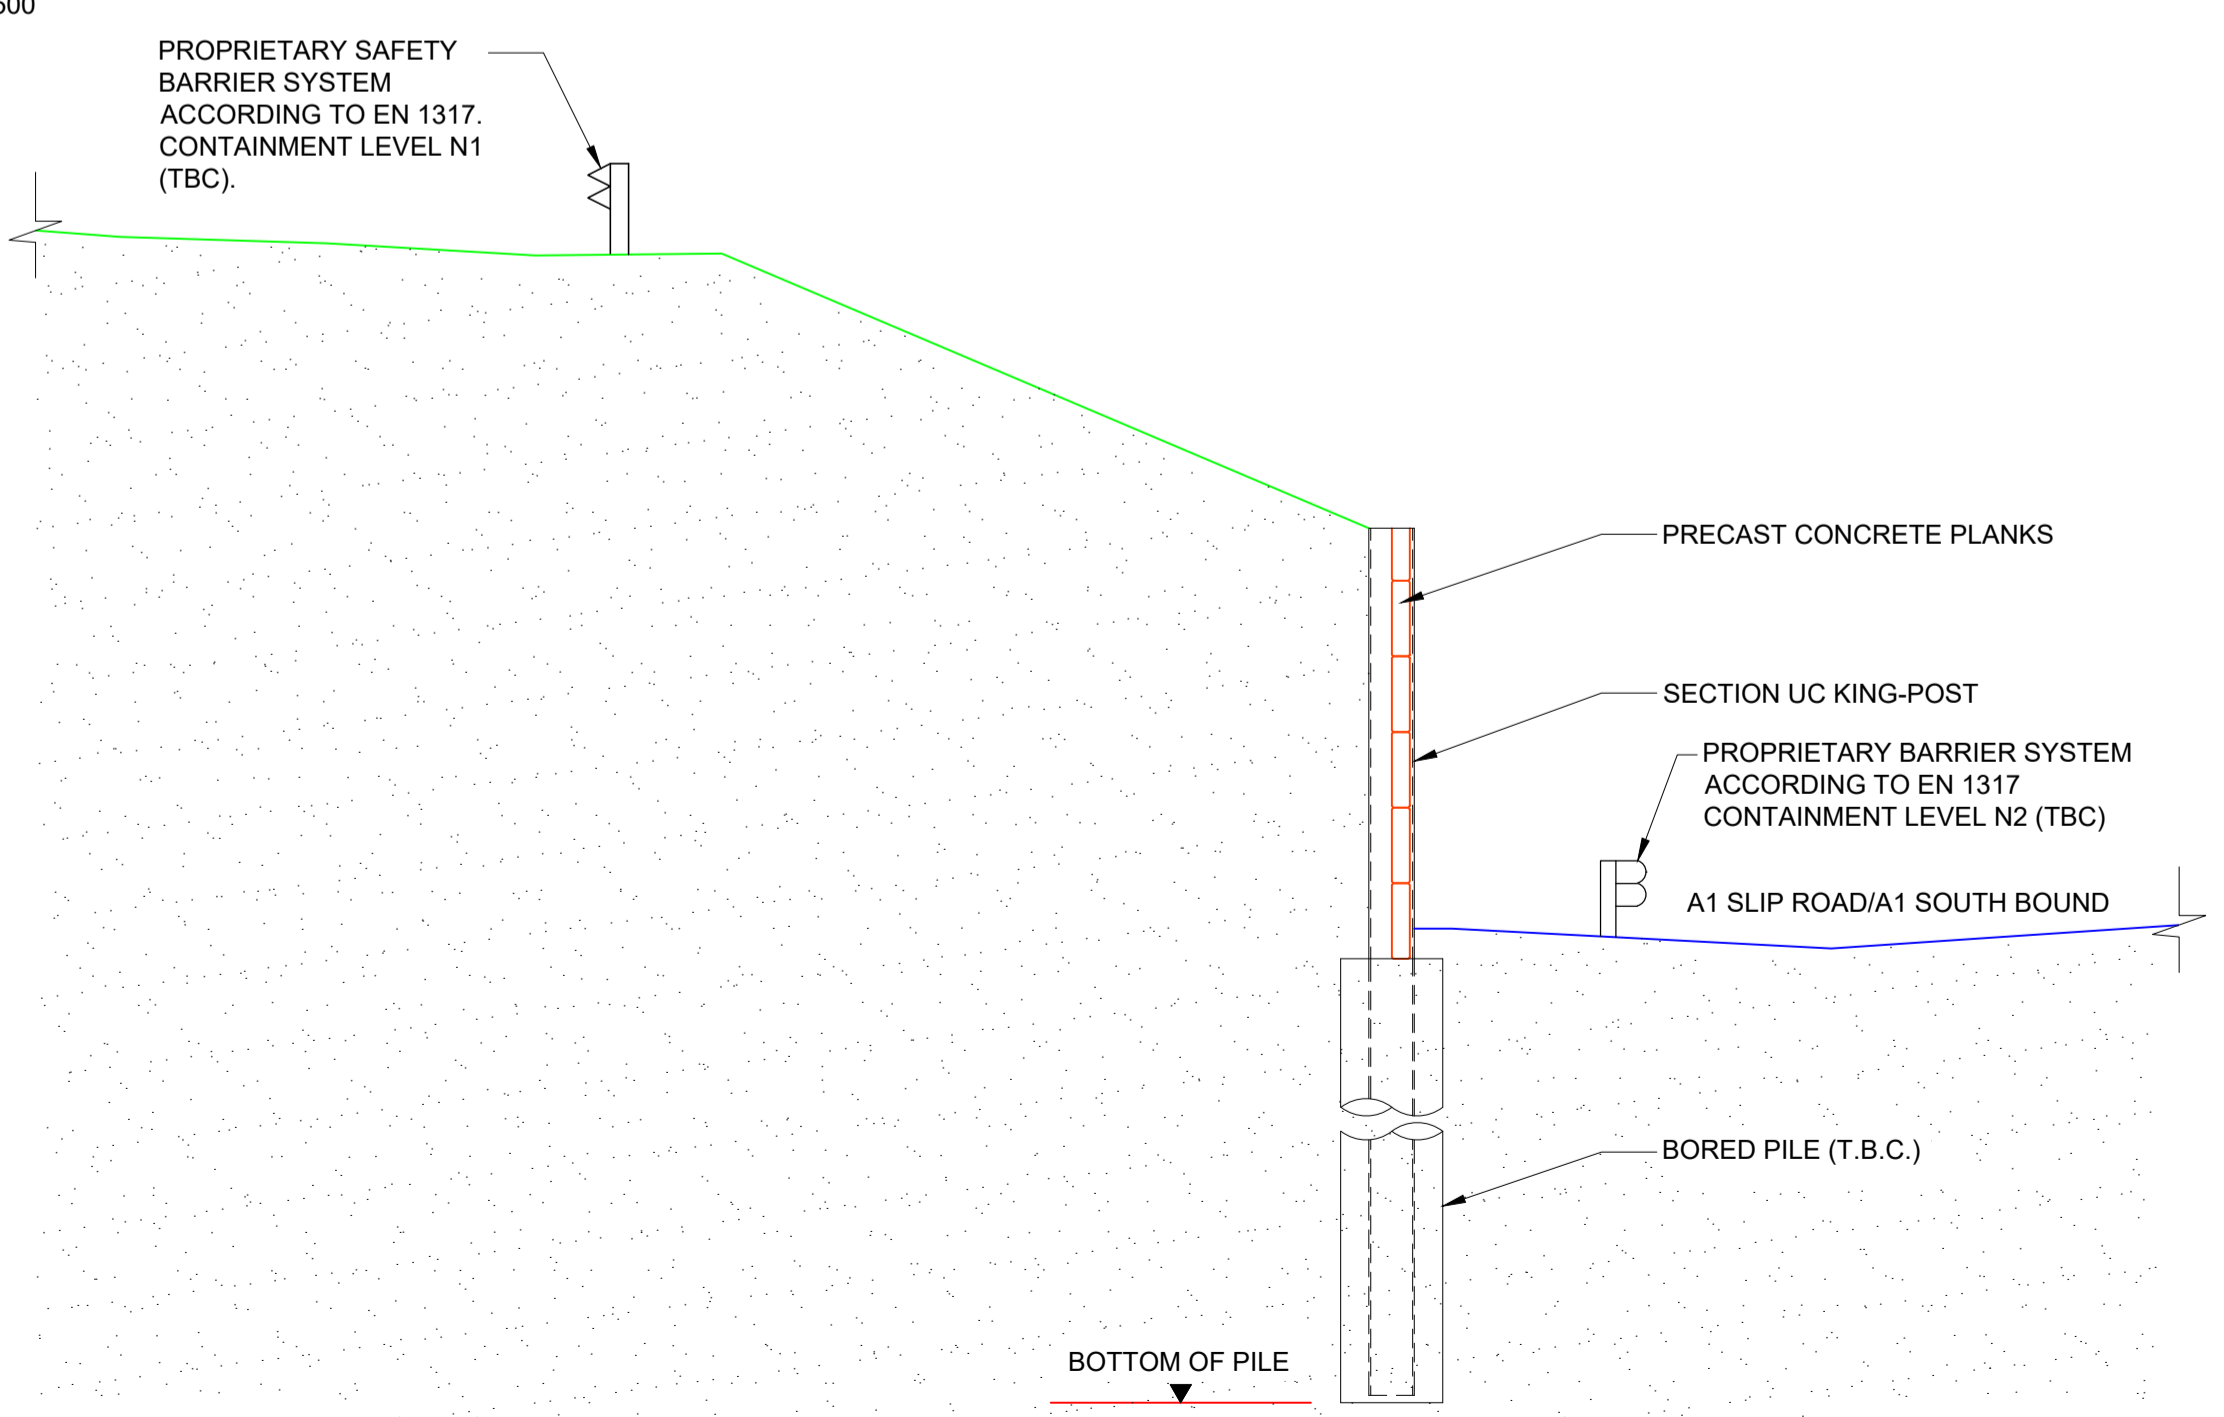 PROPRIETARY SAFETY
BARRIER SYSTEM
ACCORDING TO EN 1317.
CONTAINMENT LEVEL N1
(TBC).
PRECAST CONCRETE PLANKS
SECTION UC KING-POST
PROPRIETARY BARRIER SYSTEM
ACCORDING TO EN 1317
CONTAINMENT LEVEL N2 (TBC)
A1 SLIP ROAD/A1 SOUTH BOUND
BORED PILE (T.B.C.)
BOTTOM OF PILE